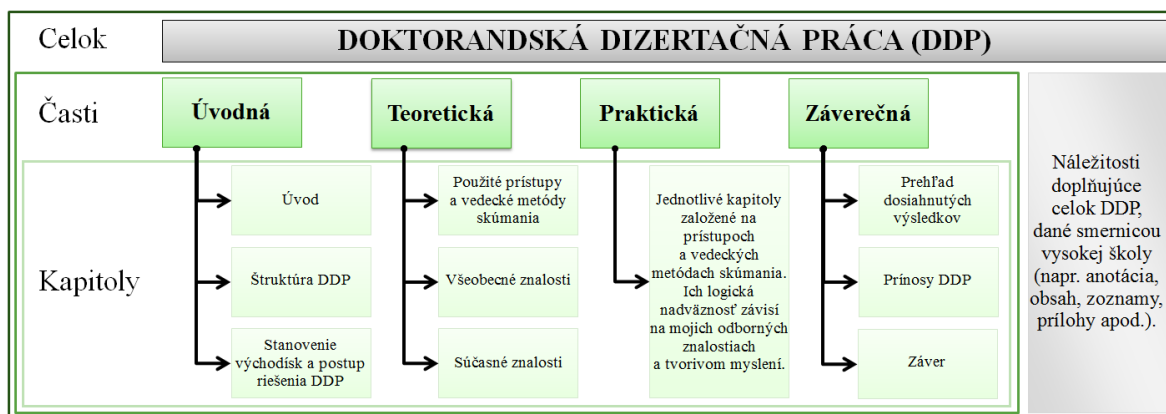 Celok
DOKTORANDSKÁ DIZERTAČNÁ PRÁCA (DDP)
Časti
Úvodná
Teoretická
Praktická
Záverečná
Kapitoly
Úvod
Štruktúra DDP
Stanovenie
východísk a postup
riešenia DDP
Použité prístupy
a vedecké metódy
skúmania
Všeobecné znalosti
Súčasné znalosti
Jednotlivé kapitoly
založené na
prístupoch
a vedeckých
metódach skúmania.
Ich logická
nadväznosť závisí
na mojich odborných
znalostiach
a tvorivom myslení.
Prehľad
dosiahnutých
výsledkov
Prínosy DDP
Záver
Náležitosti
doplňujúce
celok DDP,
dané smernicou
vysokej školy
(napr. anotácia,
obsah, zoznamy,
prílohy apod.).